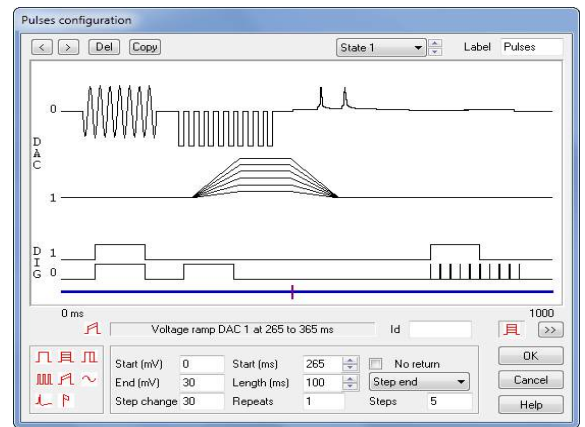 Pulses configuration
< > Del Copy State 1 Label Pulses
0
DAC
1
DIG 1
0
0 ms 1000
Voltage ramp DAC 1 at 265 to 365 ms Id >>
Start (mV) 0 Start (ms) 265 No return OK
End (mV) 30 Length (ms) 100 Step end Cancel
Step change 30 Repeats 1 Steps 5 Help